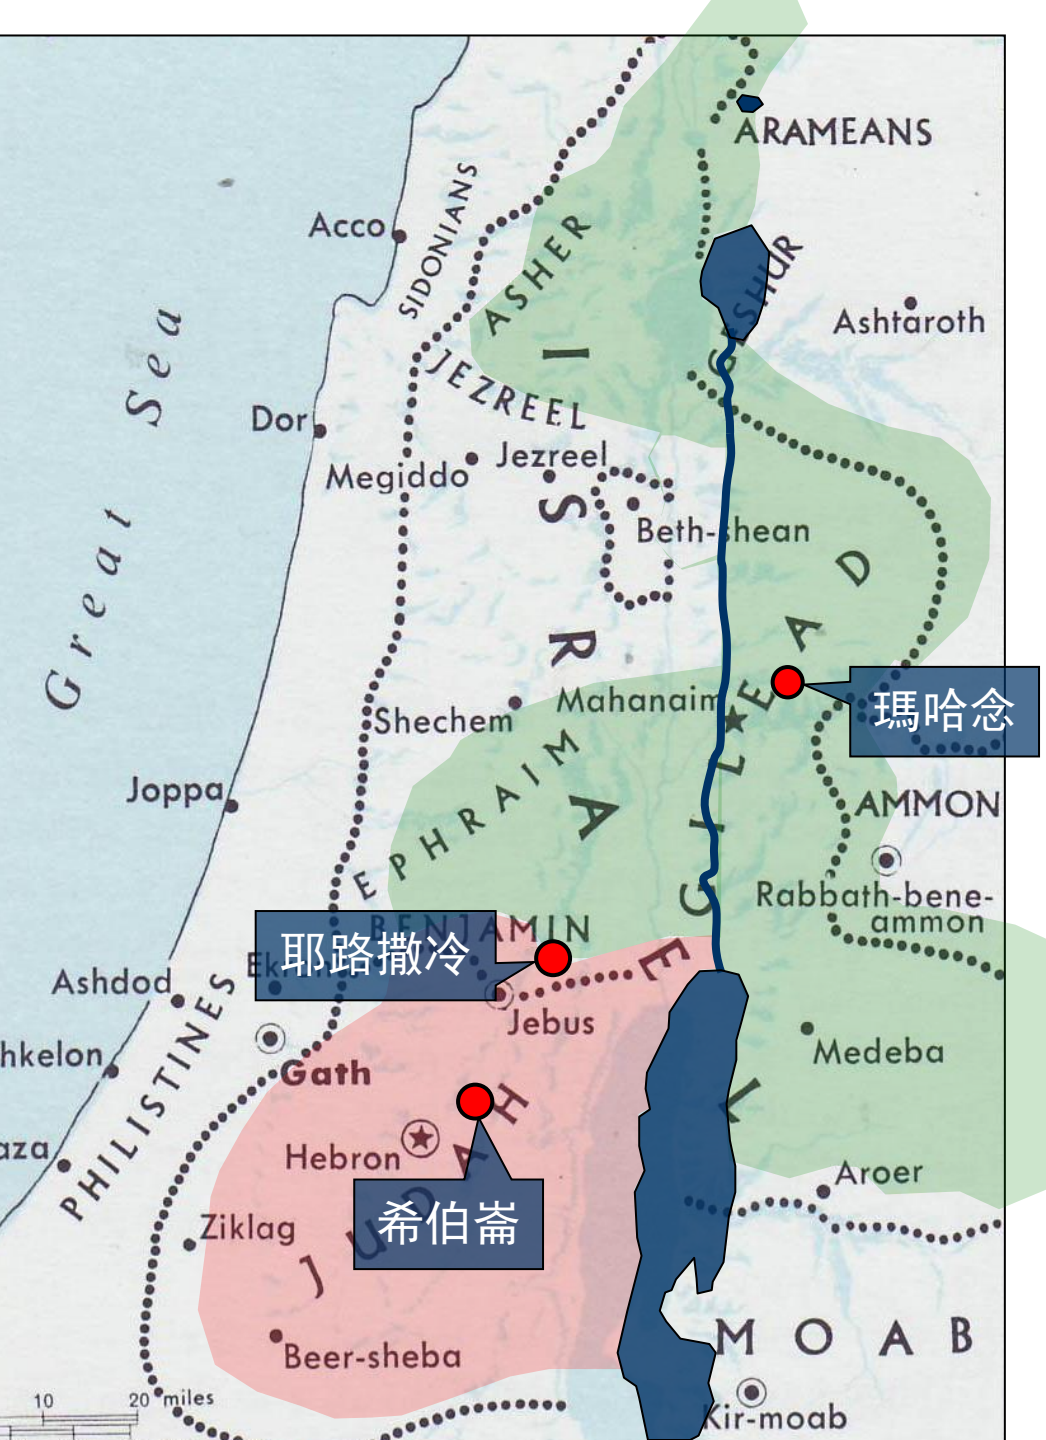 ARAMEANS
Acco
SIDONIANS
ASHER
GESHUR
Ashtaroth
JEZREEL
Great Sea
Dor
Megiddo
Jezreel
Beth-shean
ISRAEL
GILEAD
Mahanaim
瑪哈念
Shechem
EPHRAIM
Joppa
AMMON
Rabbath-bene-
ammon
BENJAMIN
耶路撒冷
Ashdod
Jebus
hkelon
PHILISTINES
Gath
Medeba
aza
Hebron
JUDAH
希伯崙
Aroer
Ziklag
Beer-sheba
MOAB
10 20 miles
Kir-moab